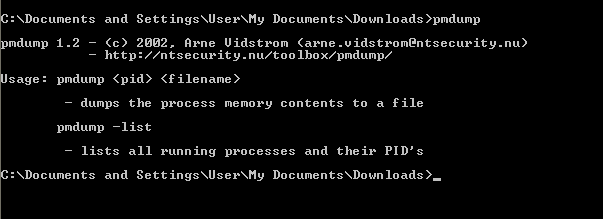 C:\Documents and Settings\User\My Documents\Downloads>pmdump
pmdump 1.2 - (c) 2002, Arne Vidstrom (arne.vidstrom@ntsecurity.nu)
- http://ntsecurity.nu/toolbox/pmdump/
Usage: pmdump <pid> <filename>
- dumps the process memory contents to a file
pmdump -list
- lists all running processes and their PID's
C:\Documents and Settings\User\My Documents\Downloads>_